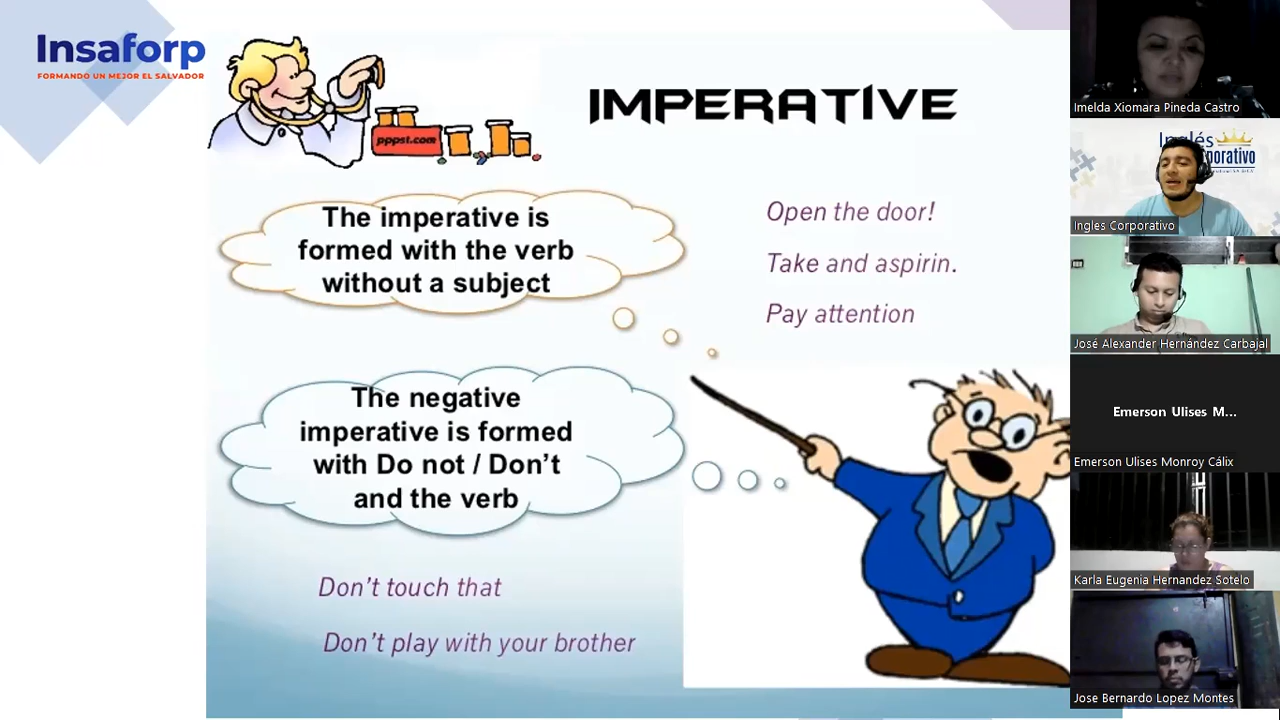 Insaforp
FORMANDO UN MEJOR EL SALVADOR
pppst.com
IMPERATIVE
The imperative is
formed with the verb
without a subject
Open the door!
Take and aspirin.
Pay attention
The negative
imperative is formed
with Do not / Don't
and the verb
Don't touch that
Don't play with your brother
Imelda Xiomara Pineda Castro
Inglés
Ingles Corporativo
José Alexander Hernández Carbajal
Emerson Ulises M...
Emerson Ulises Monroy Cálix
Karla Eugenia Hernandez Sotelo
Jose Bernardo Lopez Montes